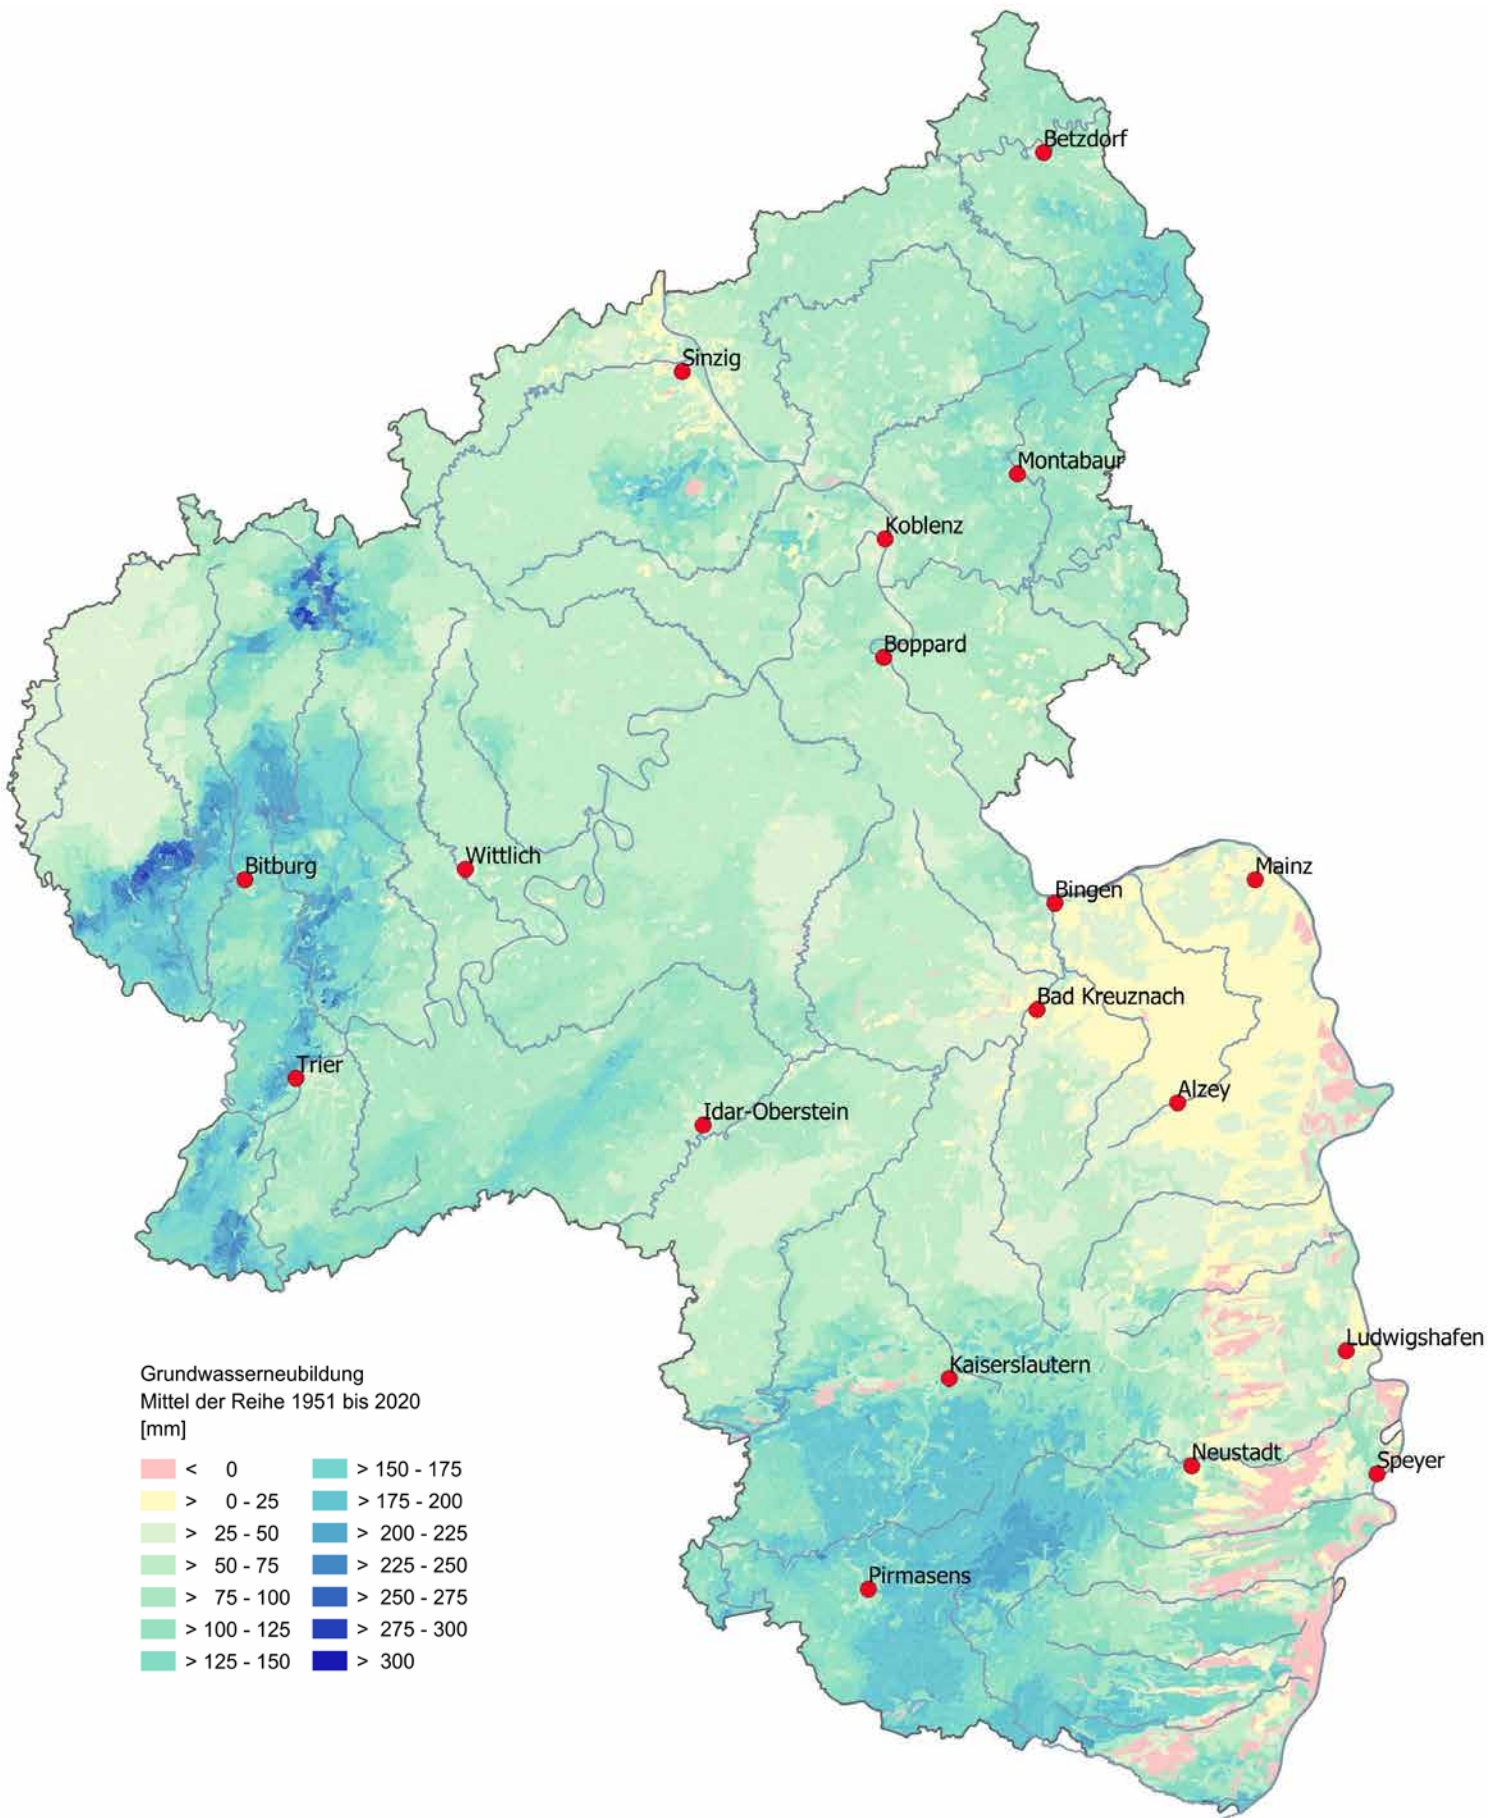 Betzdorf
Sinzig
Montabaur
Koblenz
Boppard
Wittlich
Bitburg
Mainz
Bingen
Bad Kreuznach
Trier
Alzey
Idar-Oberstein
Ludwigshafen
Kaiserslautern
Neustadt
Speyer
Pirmasens
Grundwasserneubildung
Mittel der Reihe 1951 bis 2020
[mm]
< 0
> 0 - 25
> 25 - 50
> 50 - 75
> 75 - 100
> 100 - 125
> 125 - 150
> 150 - 175
> 175 - 200
> 200 - 225
> 225 - 250
> 250 - 275
> 275 - 300
> 300